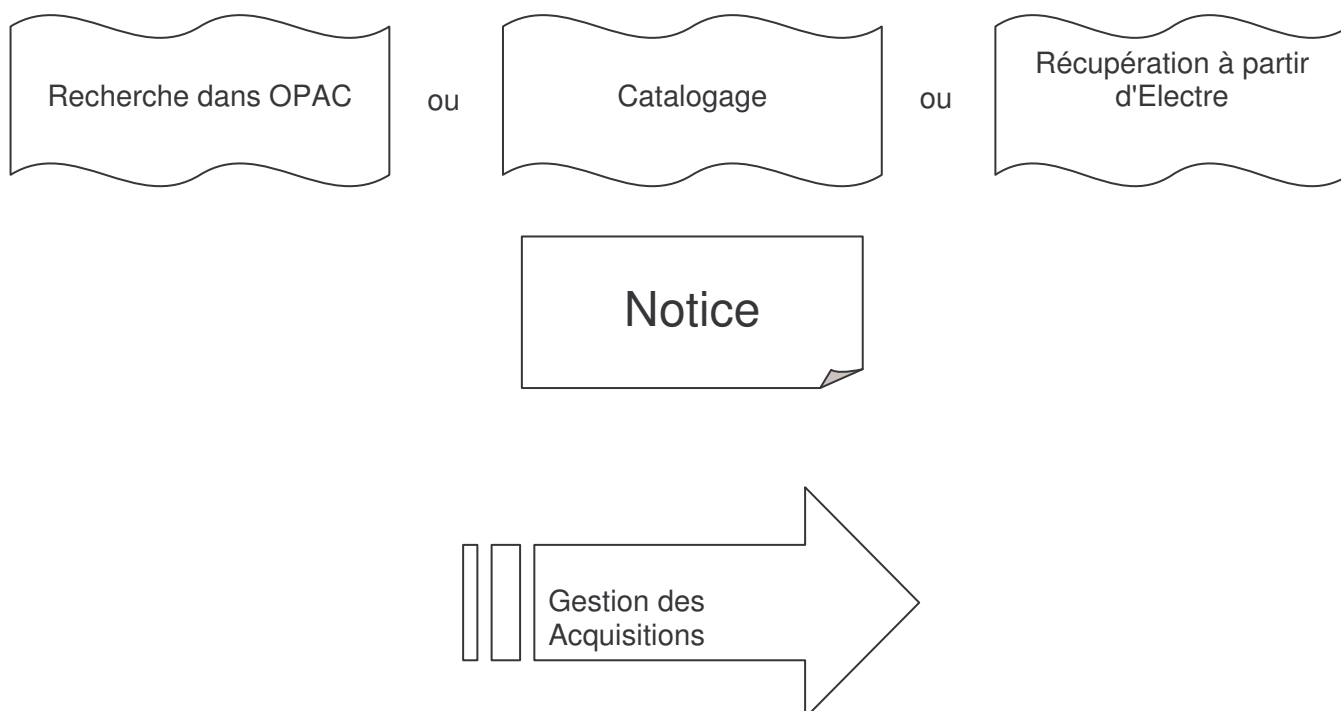 Recherche dans OPAC
ou
Catalogage
ou
Récupération à partir
d'Electre
Notice
Gestion des
Acquisitions